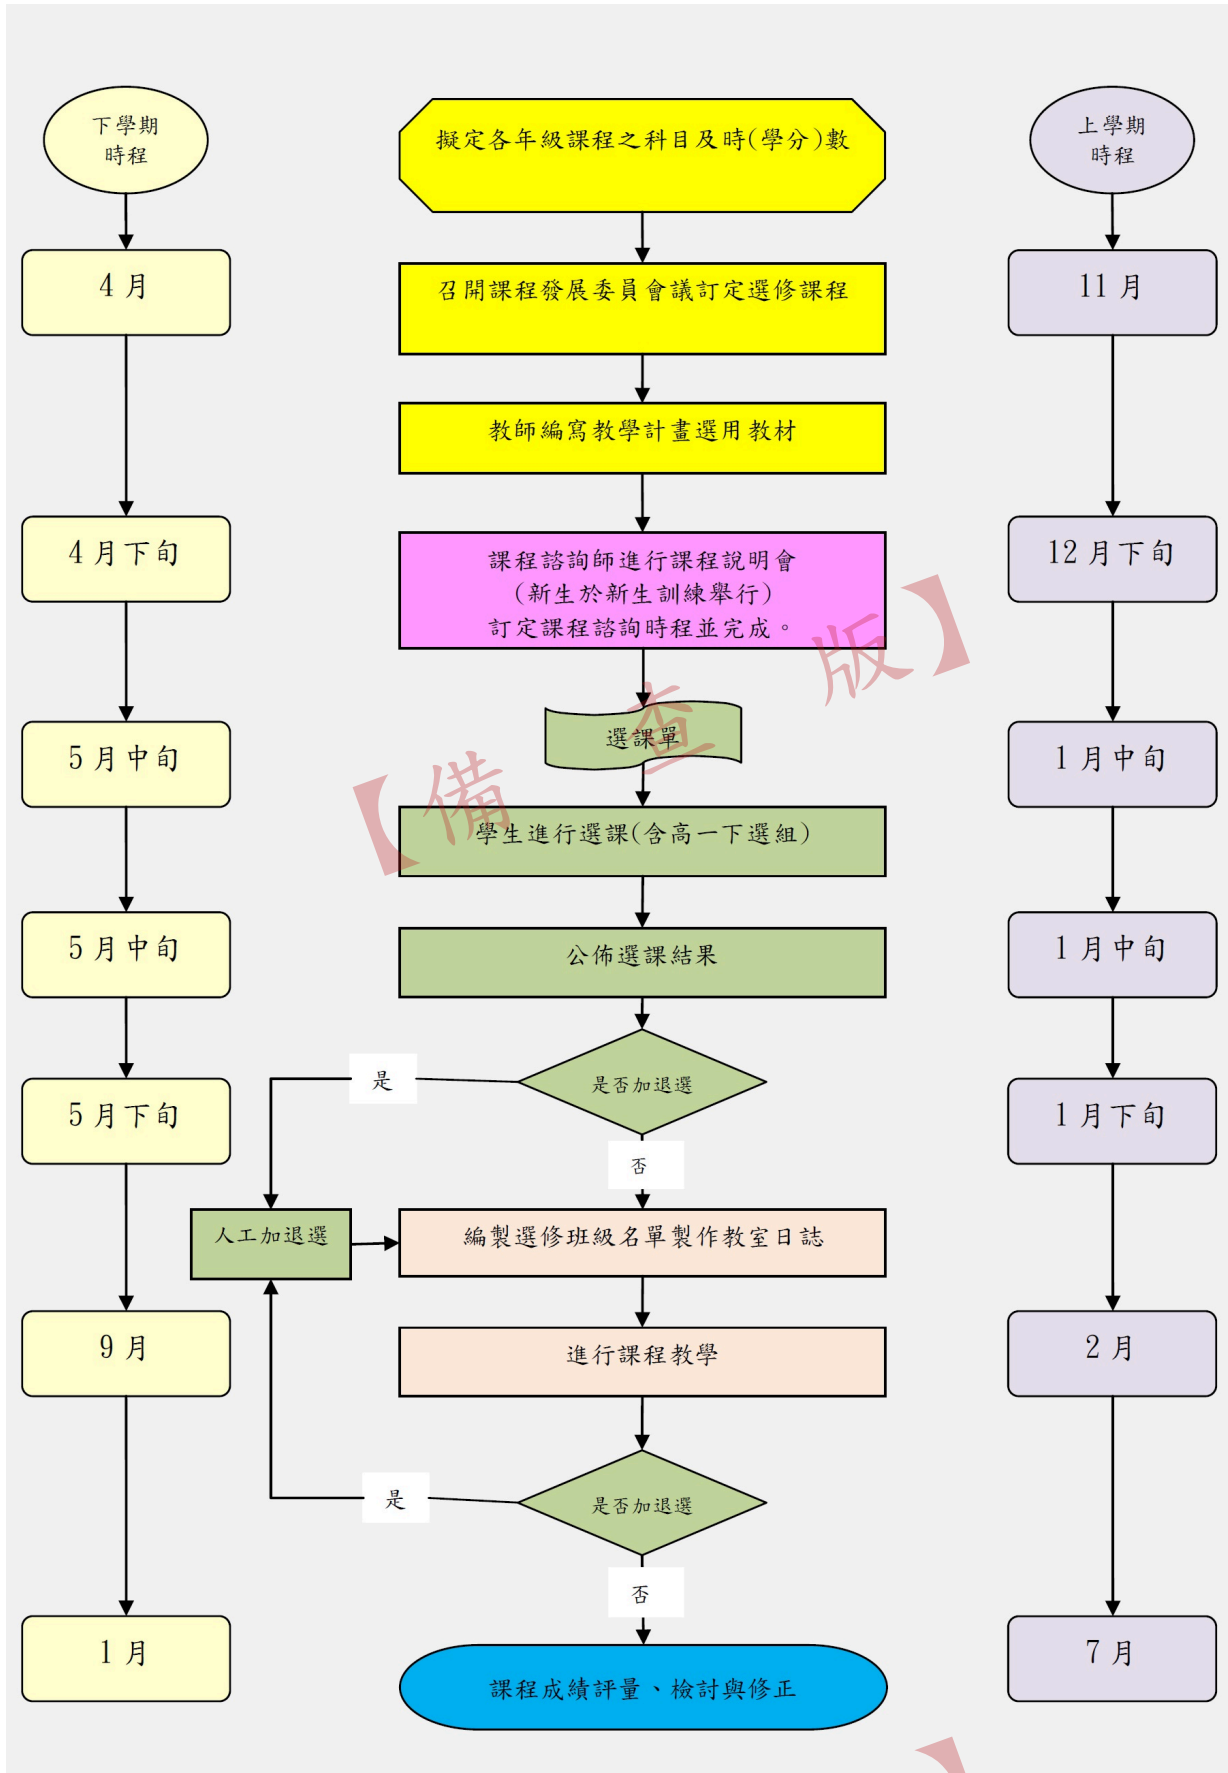 下學期
時程
4 月
4 月下旬
5 月中旬
5 月中旬
5 月下旬
9 月
1 月
擬定各年級課程之科目及時(學分)數
召開課程發展委員會議訂定選修課程
教師編寫教學計畫選用教材
課程諮詢師進行課程說明會
(新生於新生訓練舉行)
訂定課程諮詢時程並完成。
選課單
學生進行選課(含高一下選組)
公佈選課結果
是否加退選
是
否
人工加退選
編製選修班級名單製作教室日誌
進行課程教學
是否加退選
是
否
課程成績評量、檢討與修正
上學期
時程
11 月
12 月下旬
1 月中旬
1 月中旬
1 月下旬
2 月
7 月
【備查版】
】